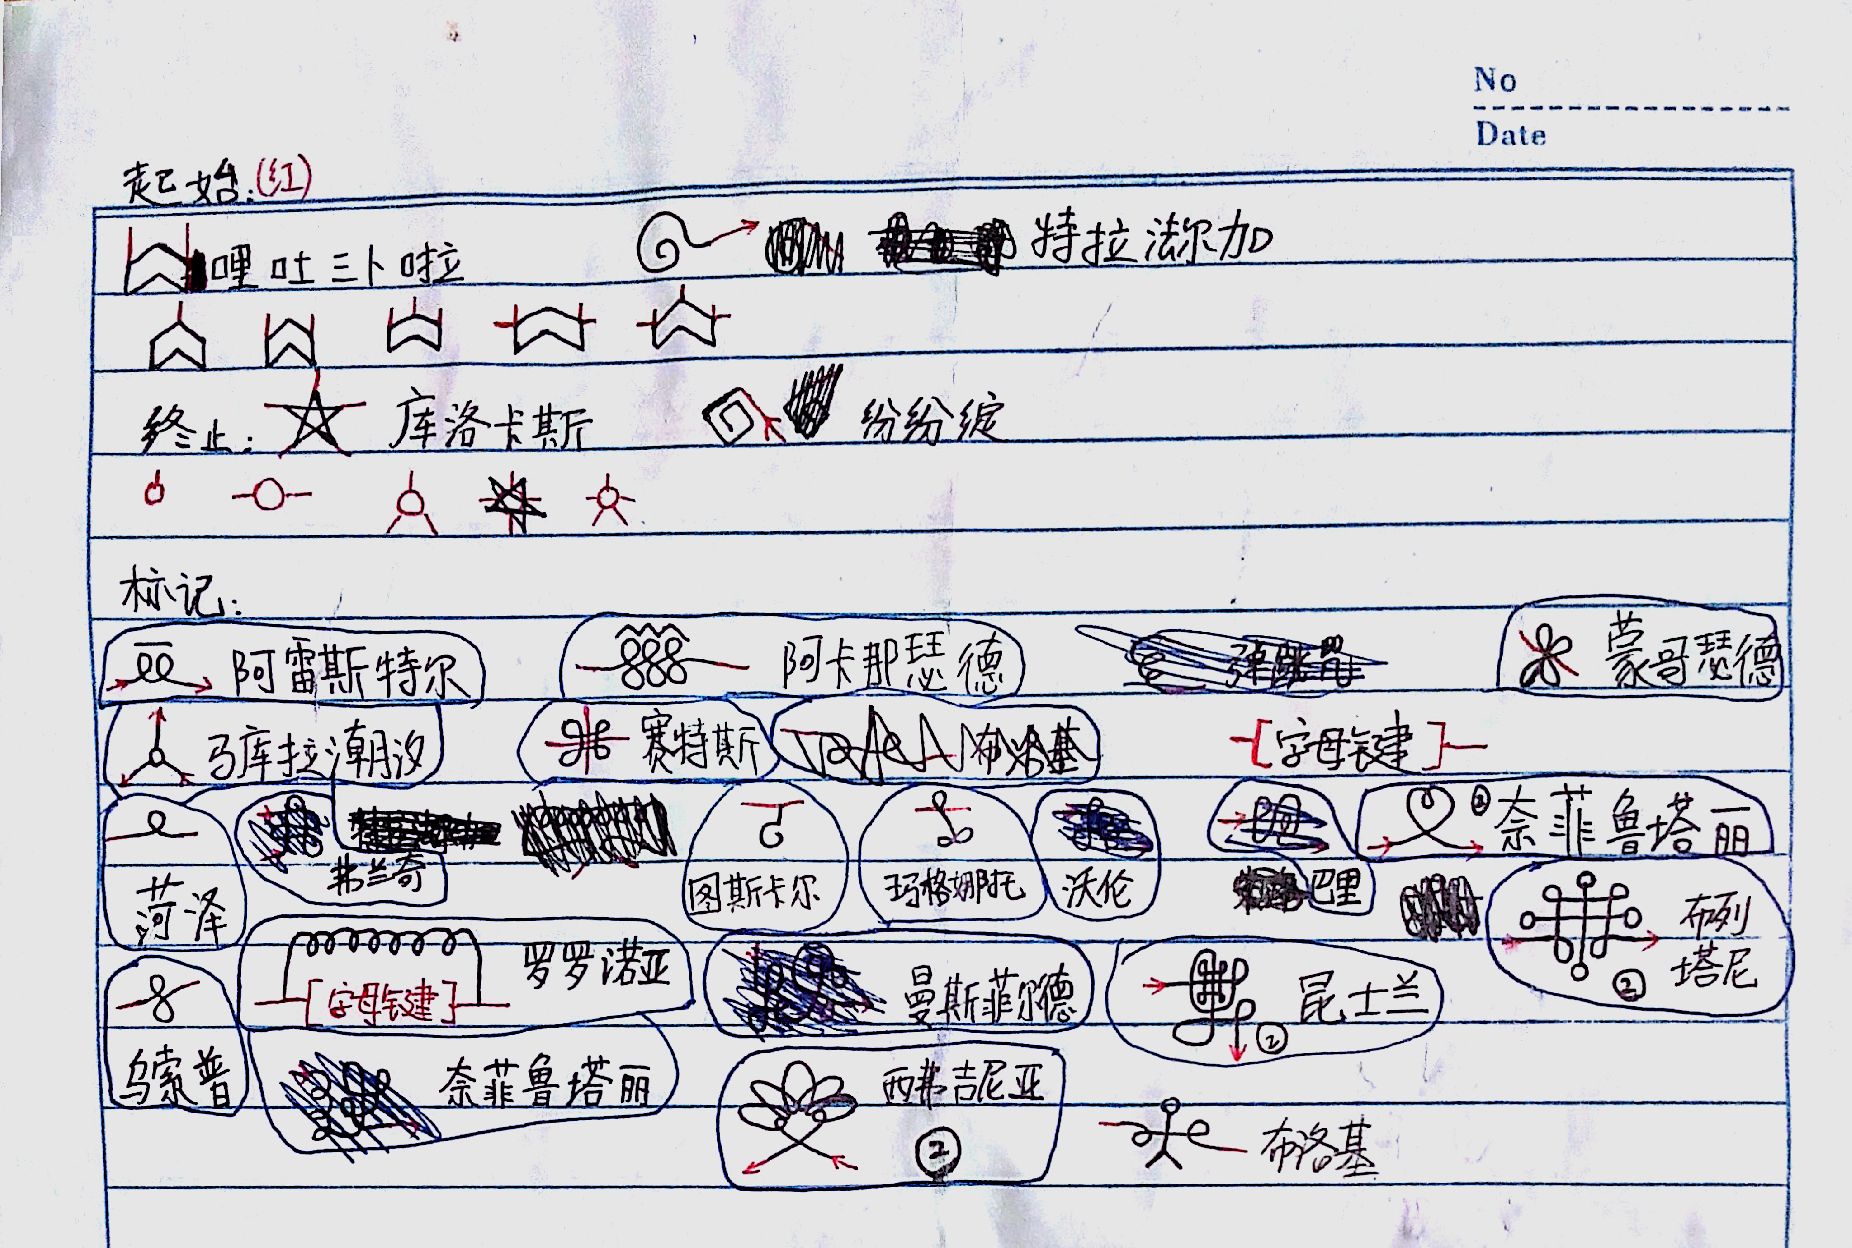 No
Date
起始:(红)
哩吐三卜啦 特拉法尔加
终止: 库洛卡斯 纷纷绽
标记:
阿雷斯特尔 阿卡那瑟德 蒙哥瑟德
马库拉潮汐 赛特斯 布洛基 [字母键]
② 奈菲鲁塔丽
菏泽 弗兰奇 图斯卡尔 玛格娜阿托 沃伦 巴里 布列塔尼 ②
[字母键] 罗罗诺亚 曼斯菲尔德 昆士兰 ②
乌索普 奈菲鲁塔丽 西弗吉尼亚 ② 布洛基